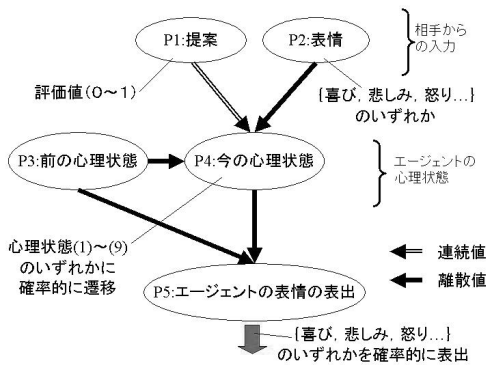 P1:提案
P2:表情
相手から
の入力
評価値(0~1)
{喜び, 悲しみ, 怒り...}
のいずれか
P3:前の心理状態
P4:今の心理状態
エージェントの
心理状態
心理状態(1)~(9)
のいずれかに
確率的に遷移
連続値
離散値
P5:エージェントの表情の表出
{喜び, 悲しみ, 怒り...}
のいずれかを確率的に表出